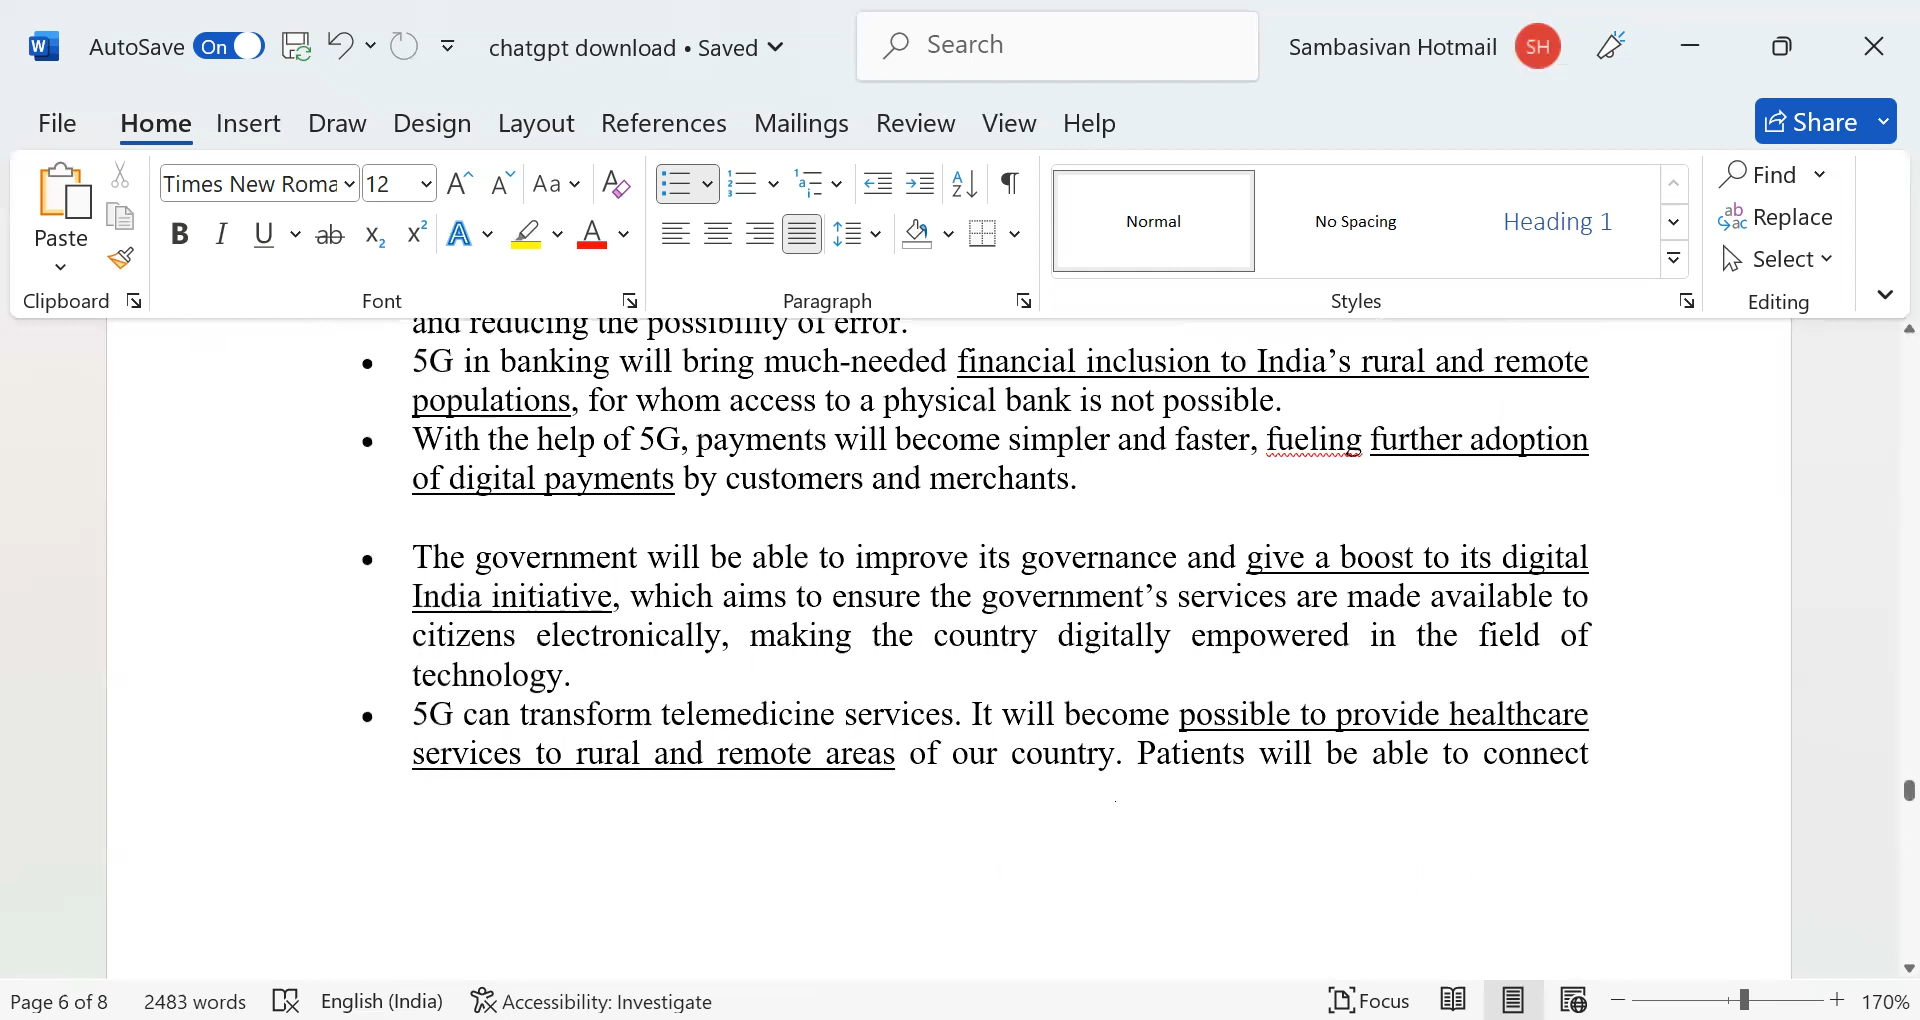 AutoSave On chatgpt download • Saved Search Sambasivan Hotmail SH
File Home Insert Draw Design Layout References Mailings Review View Help Share
Paste Times New Roma 12 Aa Normal No Spacing Heading 1 Find
Replace
Select
Clipboard Font Paragraph Styles Editing
and reducing the possibility of error.
• 5G in banking will bring much-needed financial inclusion to India’s rural and remote
populations, for whom access to a physical bank is not possible.
• With the help of 5G, payments will become simpler and faster, fueling further adoption
of digital payments by customers and merchants.
• The government will be able to improve its governance and give a boost to its digital
India initiative, which aims to ensure the government’s services are made available to
citizens electronically, making the country digitally empowered in the field of
technology.
• 5G can transform telemedicine services. It will become possible to provide healthcare
services to rural and remote areas of our country. Patients will be able to connect
Page 6 of 8 2483 words English (India) Accessibility: Investigate Focus 170%